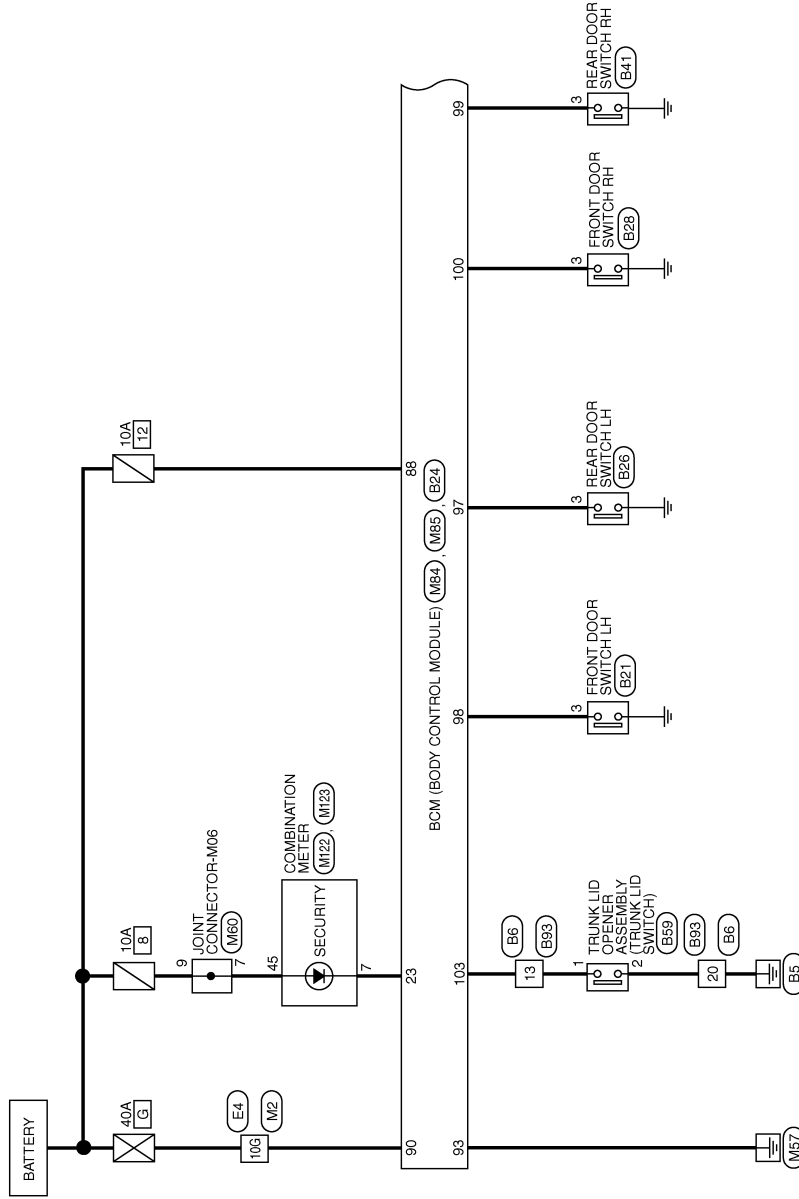 BATTERY
40A
G
10G
E4
M2
90
10A
8
9
JOINT
CONNECTOR-M06
M60
7
45
COMBINATION
METER
M122 , M123
SECURITY
7
23
10A
12
88
BCM (BODY CONTROL MODULE) M84 , M85 , B24
93
M57
103
13
B6
B93
1
TRUNK LID
OPENER
ASSEMBLY
(TRUNK LID
SWITCH)
B59
2
20
B93
B6
B5
98
3
FRONT DOOR
SWITCH LH
B21
97
3
REAR DOOR
SWITCH LH
B26
100
3
FRONT DOOR
SWITCH RH
B28
99
3
REAR DOOR
SWITCH RH
B41